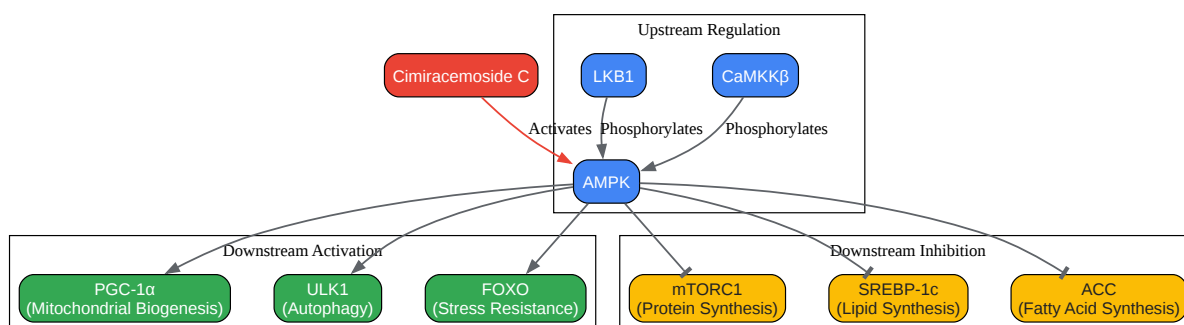 Upstream Regulation
Cimiracemoside C
LKB1
CaMKKβ
Activates
Phosphorylates
Phosphorylates
AMPK
Downstream Activation
Downstream Inhibition
PGC-1α
(Mitochondrial Biogenesis)
ULK1
(Autophagy)
FOXO
(Stress Resistance)
mTORC1
(Protein Synthesis)
SREBP-1c
(Lipid Synthesis)
ACC
(Fatty Acid Synthesis)